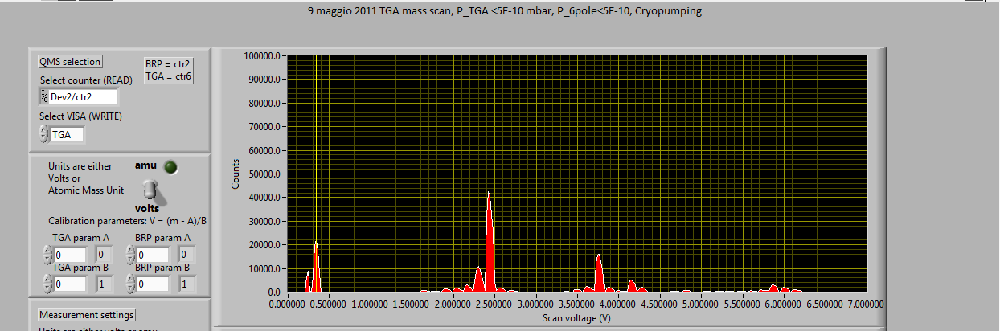 9 maggio 2011 TGA mass scan, P_TGA <5E-10 mbar, P_6pole<5E-10, Cryopumping
QMS selection
BRP = ctr2
TGA = ctr6
Select counter (READ)
I/O Dev2/ctr2
Select VISA (WRITE)
TGA
Units are either
Volts or
Atomic Mass Unit
amu
volts
Calibration parameters: V = (m - A)/B
TGA param A BRP param A
0 0 0 0
TGA param B BRP param B
0 1 0 1
Measurement settings
Counts
100000.0
90000.0
80000.0
70000.0
60000.0
50000.0
40000.0
30000.0
20000.0
10000.0
0.0
0.000000 0.500000 1.000000 1.500000 2.000000 2.500000 3.000000 3.500000 4.000000 4.500000 5.000000 5.500000 6.000000 6.500000 7.000000
Scan voltage (V)